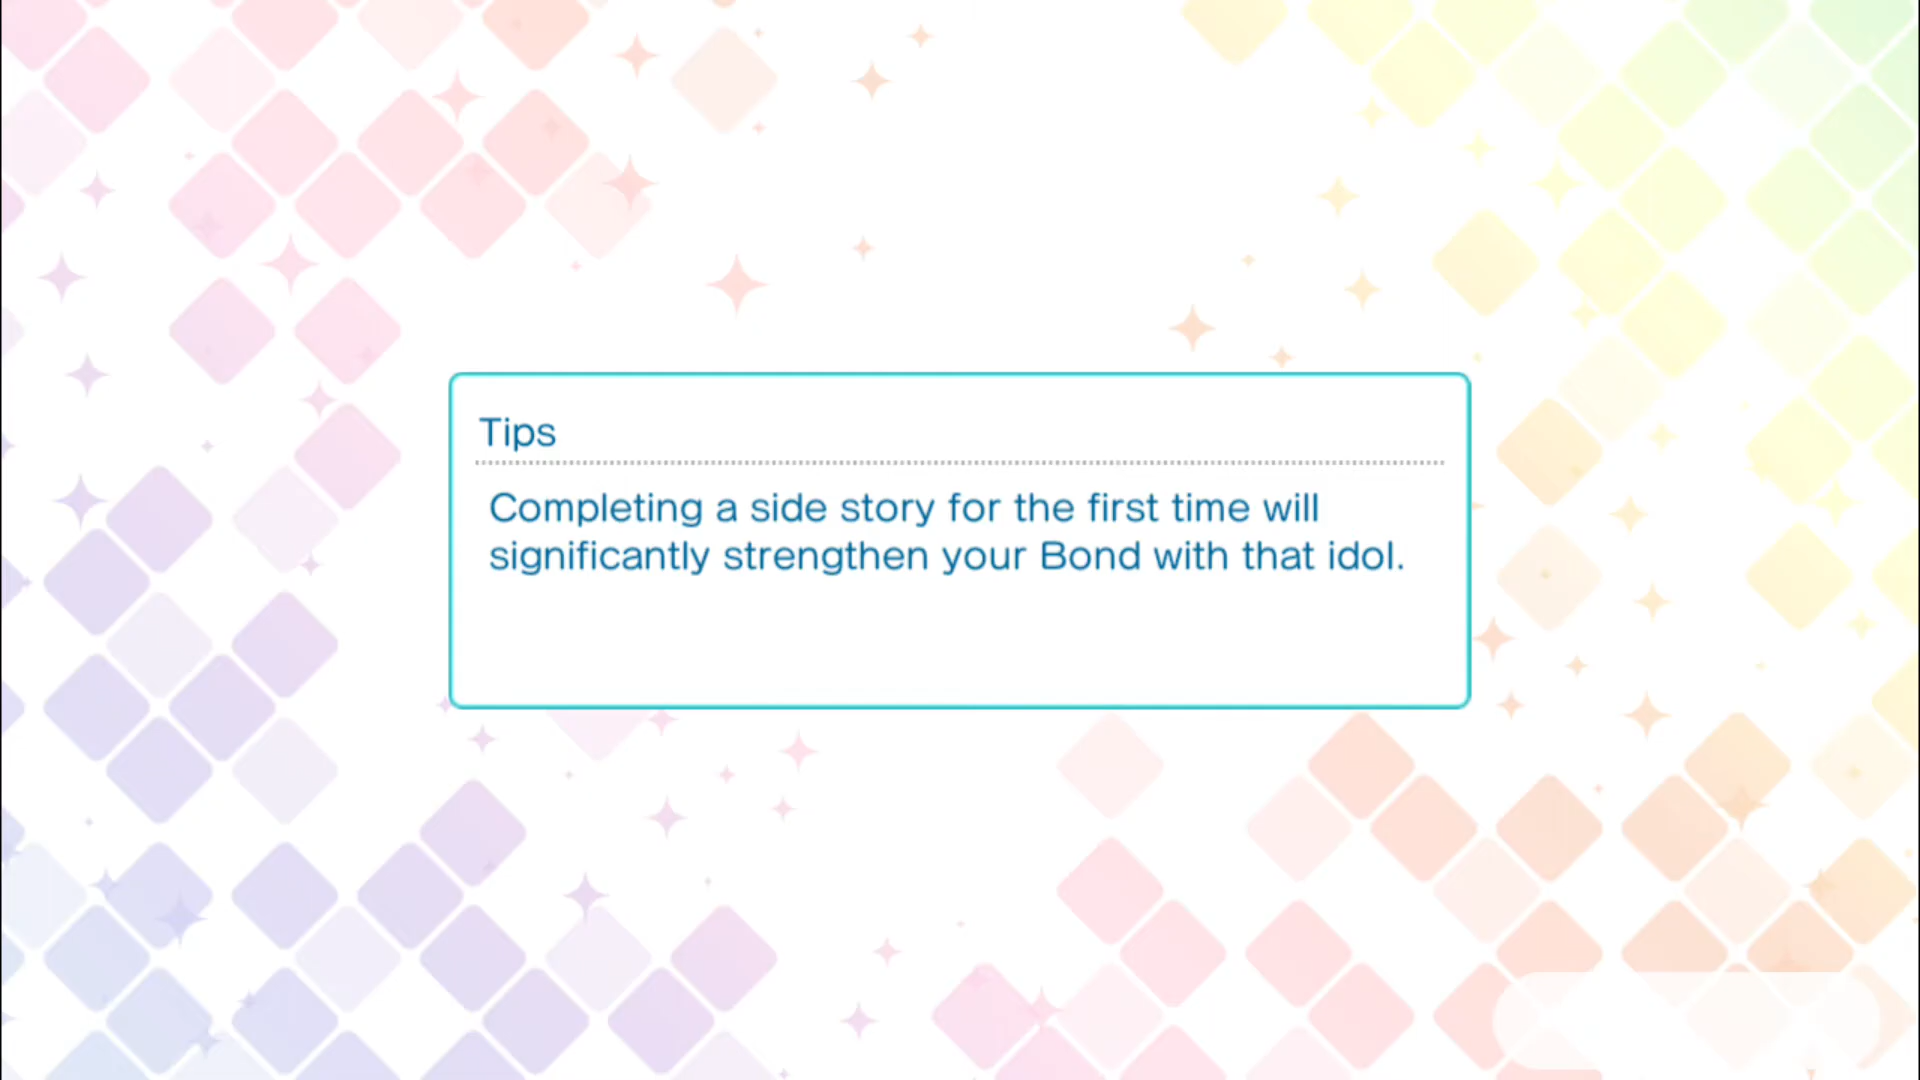 Tips
Completing a side story for the first time will
significantly strengthen your Bond with that idol.